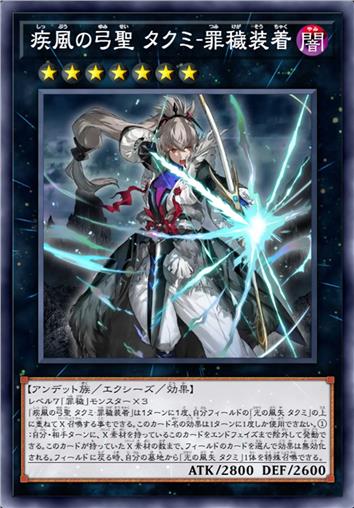 疾風の弓聖 タクミ-罪穢装着
闇
【アンデット族／エクシーズ／効果】
レベル7「罪穢」モンスター×3
「疾風の弓聖 タクミ-罪穢装着」は1ターンに1度、自分フィールドの「光の風矢 タクミ」の上
に重ねてX召喚する事もできる。このカード名の効果は1ターンに1度しか使用できない。①
：自分・相手ターンに、X素材を持っているこのカードをエンドフェイズまで除外して発動で
きる。このカードが持っていたX素材の数まで、フィールドのカードを選んで効果は無効化
される。フィールドに戻る時、自分の墓地から「光の風矢 タクミ」1体を特殊召喚できる。
ATK/2800 DEF/2600